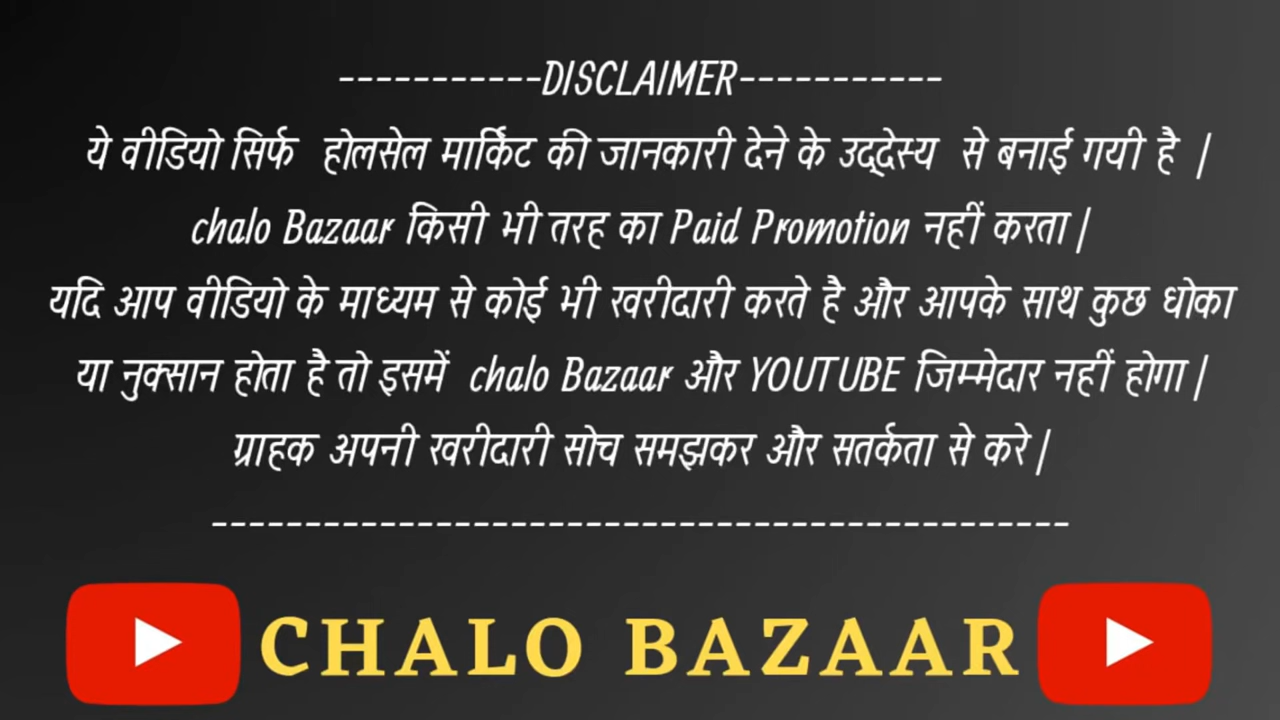 -----------DISCLAIMER-----------
ये वीडियो सिर्फ होलसेल मार्किट की जानकारी देने के उद्देस्य से बनाई गयी है |
chalo Bazaar किसी भी तरह का Paid Promotion नहीं करता |
यदि आप वीडियो के माध्यम से कोई भी खरीदारी करते है और आपके साथ कुछ धोका
या नुक्सान होता है तो इसमें chalo Bazaar और YOUTUBE जिम्मेदार नहीं होगा |
ग्राहक अपनी खरीदारी सोच समझकर और सतर्कता से करे |
----------------------------------------------
CHALO BAZAAR